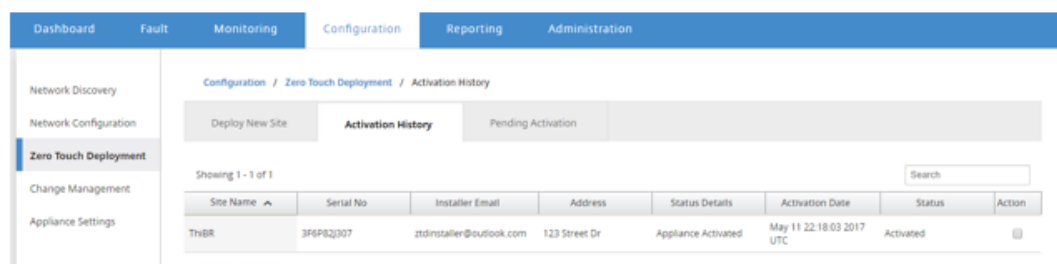 Dashboard Fault Monitoring Configuration Reporting Administration
Configuration / Zero Touch Deployment / Activation History
Network Discovery
Network Configuration
Zero Touch Deployment
Change Management
Appliance Settings
Deploy New Site Activation History Pending Activation
Showing 1 - 1 of 1 Search
Site Name Serial No Installer Email Address Status Details Activation Date Status Action
ThiBR 3F6P82J307 ztdinstaller@outlook.com 123 Street Dr Appliance Activated May 11 22:18:03 2017 Activated
UTC